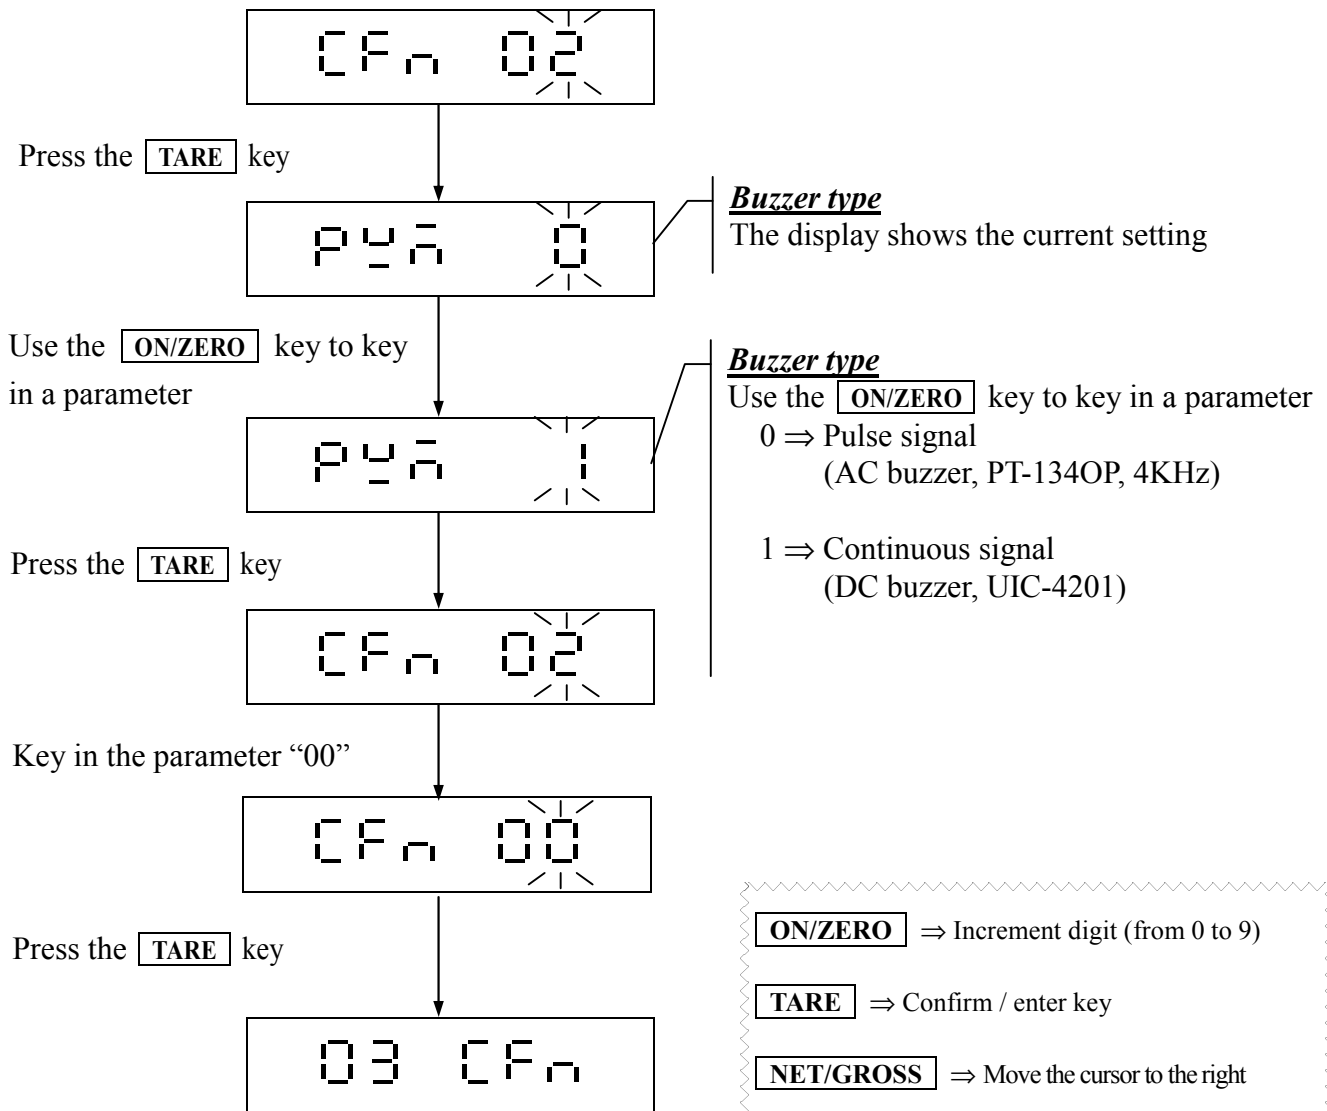 CFn 02
Press the TARE key
Buzzer type
The display shows the current setting
0
Use the ON/ZERO key to key
in a parameter
Buzzer type
Use the ON/ZERO key to key in a parameter
0 ⇒ Pulse signal
(AC buzzer, PT-134OP, 4KHz)
1
1 ⇒ Continuous signal
(DC buzzer, UIC-4201)
Press the TARE key
CFn 02
Key in the parameter “00”
CFn 00
Press the TARE key
03 CFn
ON/ZERO ⇒ Increment digit (from 0 to 9)
TARE ⇒ Confirm / enter key
NET/GROSS ⇒ Move the cursor to the right